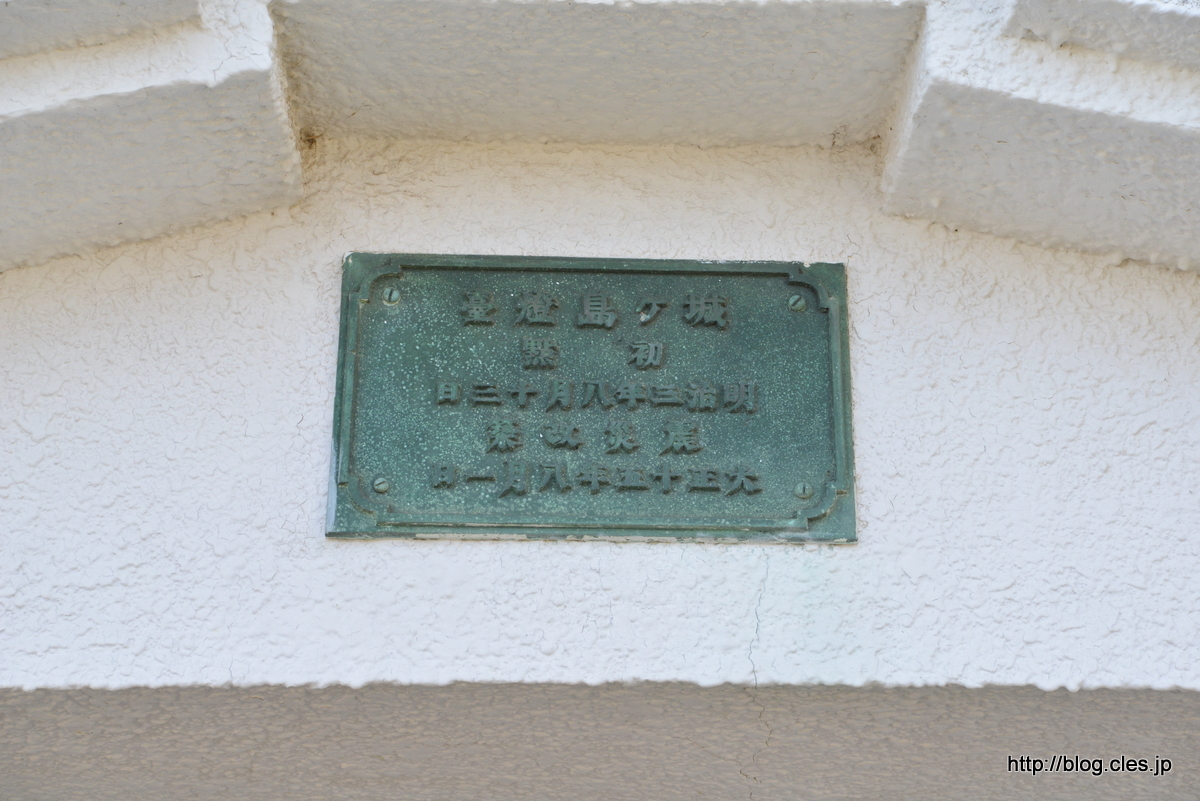 城ヶ島燈臺
初點
明治三年八月十三日
震災改築
大正十五年八月一日
http://blog.cles.jp